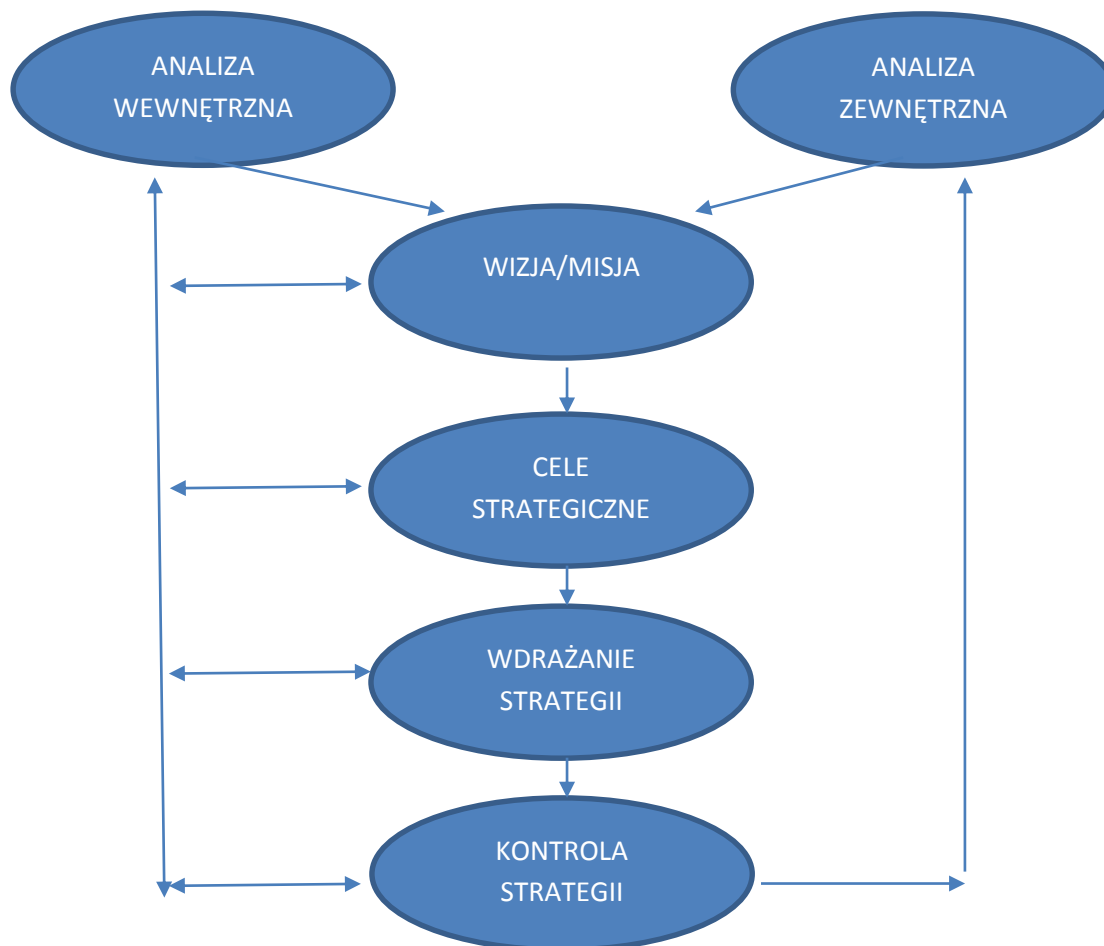 ANALIZA
WEWNĘTRZNA
ANALIZA
ZEWNĘTRZNA
WIZJA/MISJA
CELE
STRATEGICZNE
WDRAŻANIE
STRATEGII
KONTROLA
STRATEGII